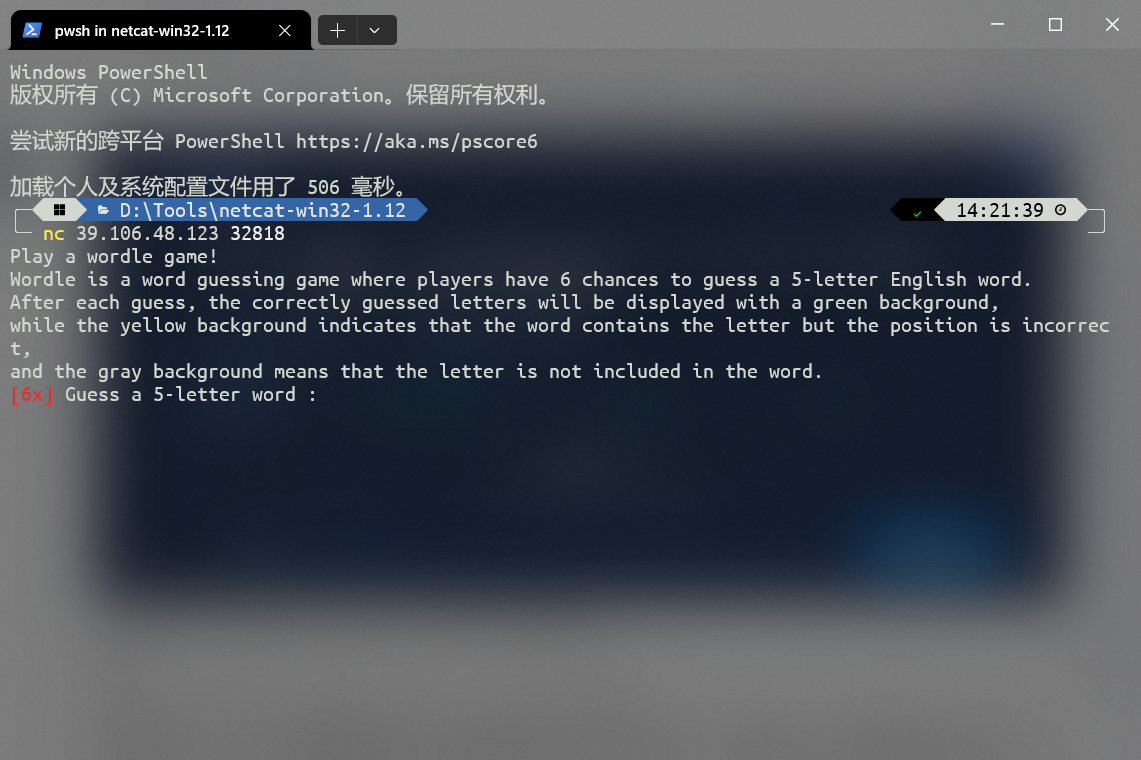 pwsh in netcat-win32-1.12
Windows PowerShell
版权所有 (C) Microsoft Corporation。保留所有权利。
尝试新的跨平台 PowerShell https://aka.ms/pscore6
加载个人及系统配置文件用了 506 毫秒。
D:\Tools\netcat-win32-1.12 14:21:39
nc 39.106.48.123 32818
Play a wordle game!
Wordle is a word guessing game where players have 6 chances to guess a 5-letter English word.
After each guess, the correctly guessed letters will be displayed with a green background,
while the yellow background indicates that the word contains the letter but the position is incorrec
t,
and the gray background means that the letter is not included in the word.
[6x] Guess a 5-letter word :